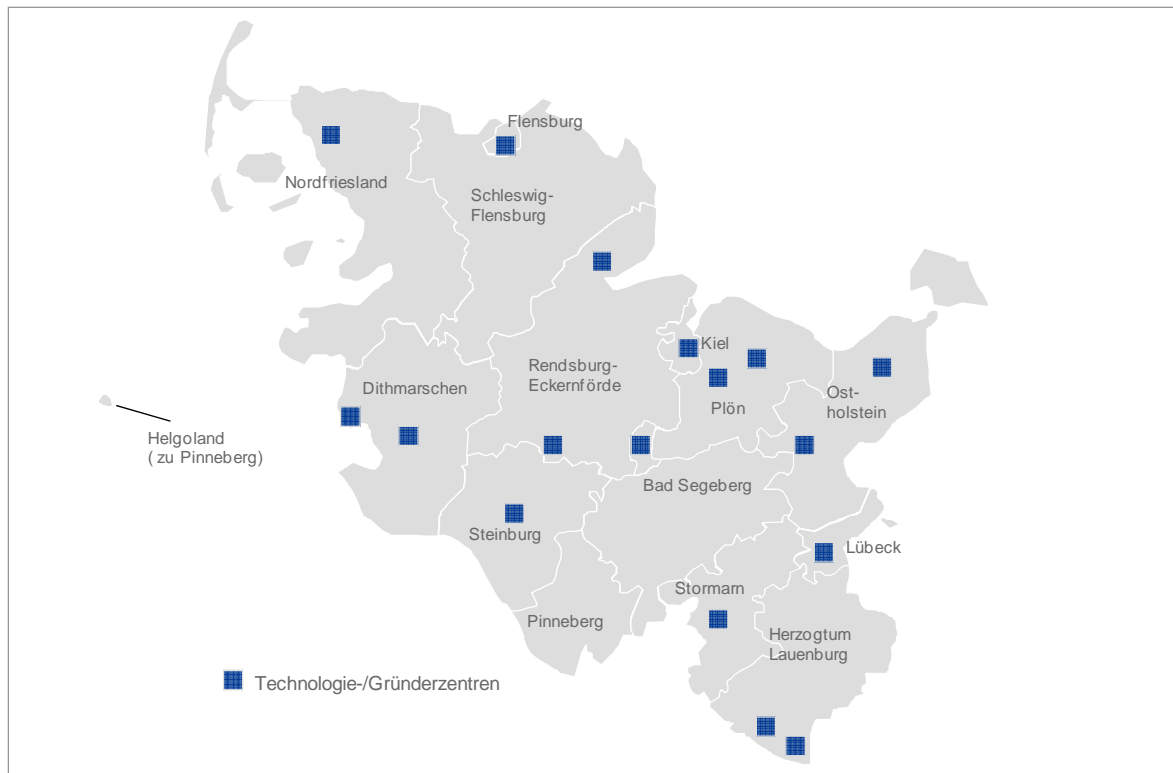 Flensburg
Nordfriesland
Schleswig-
Flensburg
Kiel
Rendsburg-
Eckernförde
Dithmarschen
Ost-
holstein
Plön
Helgoland
( zu Pinneberg)
Bad Segeberg
Steinburg
Lübeck
Stormarn
Pinneberg
Herzogtum
Lauenburg
Technologie-/Gründerzentren